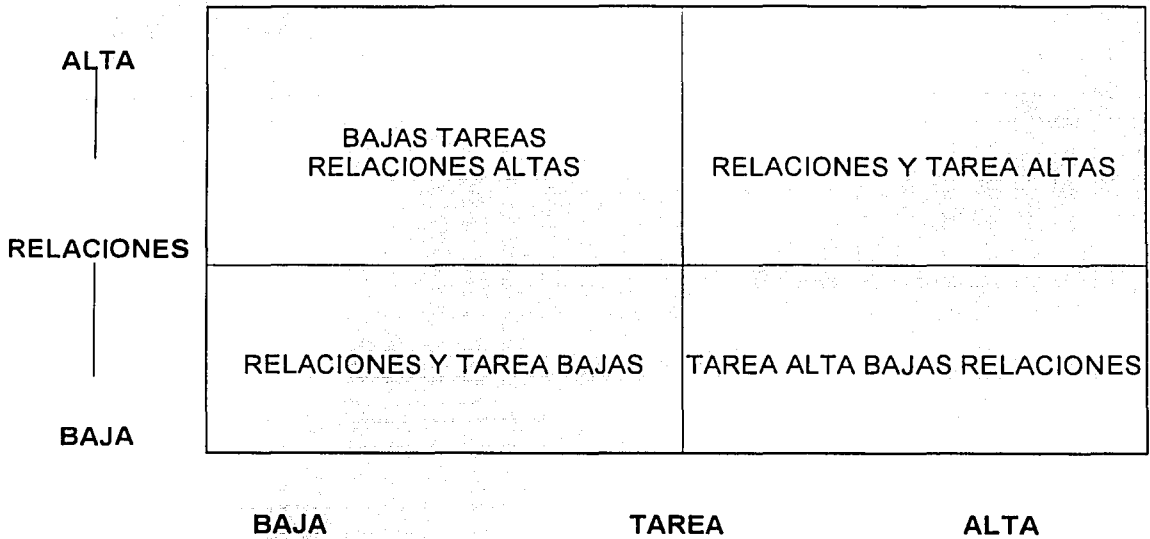 ALTA
BAJAS TAREAS
RELACIONES ALTAS
RELACIONES Y TAREA ALTAS
RELACIONES
RELACIONES Y TAREA BAJAS
TAREA ALTA BAJAS RELACIONES
BAJA
BAJA TAREA ALTA